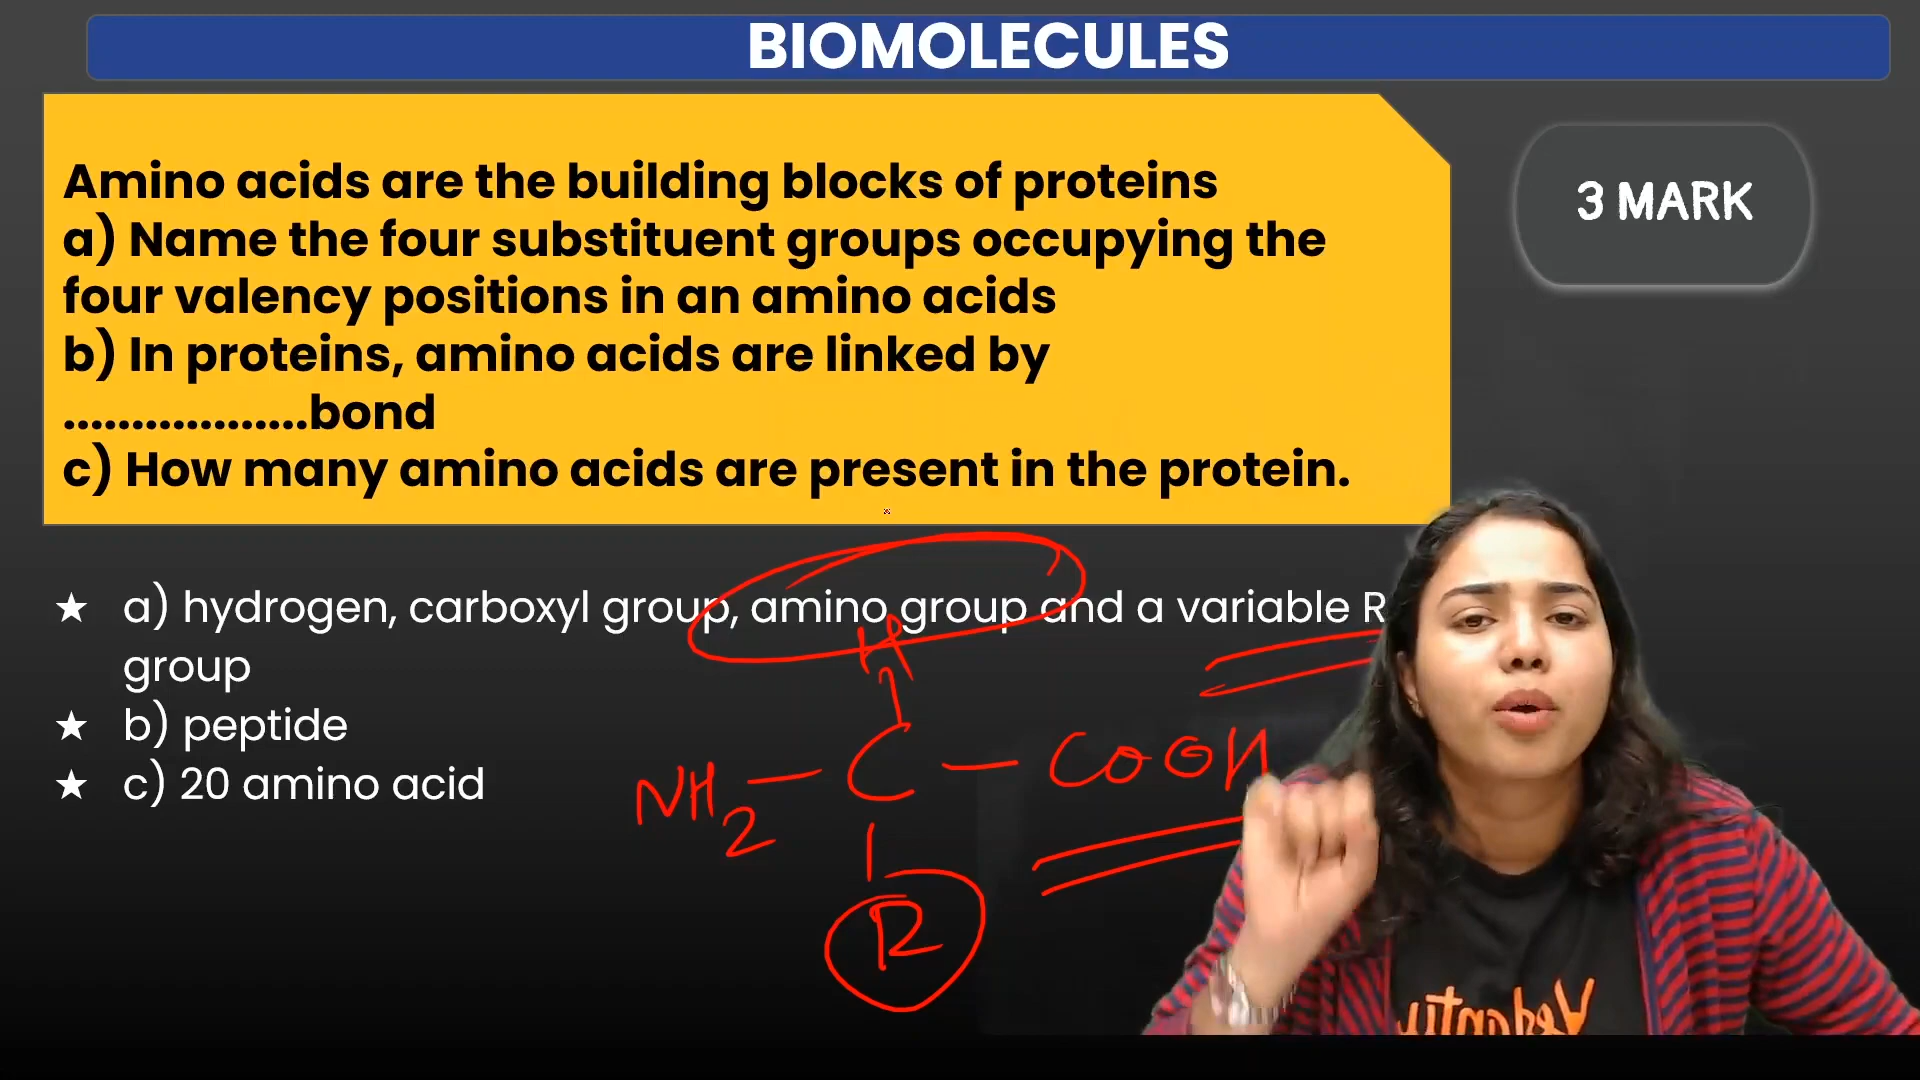 BIOMOLECULES
Amino acids are the building blocks of proteins
a) Name the four substituent groups occupying the
four valency positions in an amino acids
b) In proteins, amino acids are linked by
..................bond
c) How many amino acids are present in the protein.
3 MARK
★ a) hydrogen, carboxyl group, amino group and a variable R
group
★ b) peptide
★ c) 20 amino acid
H
NH2 — C — COOH
R
Vedantu